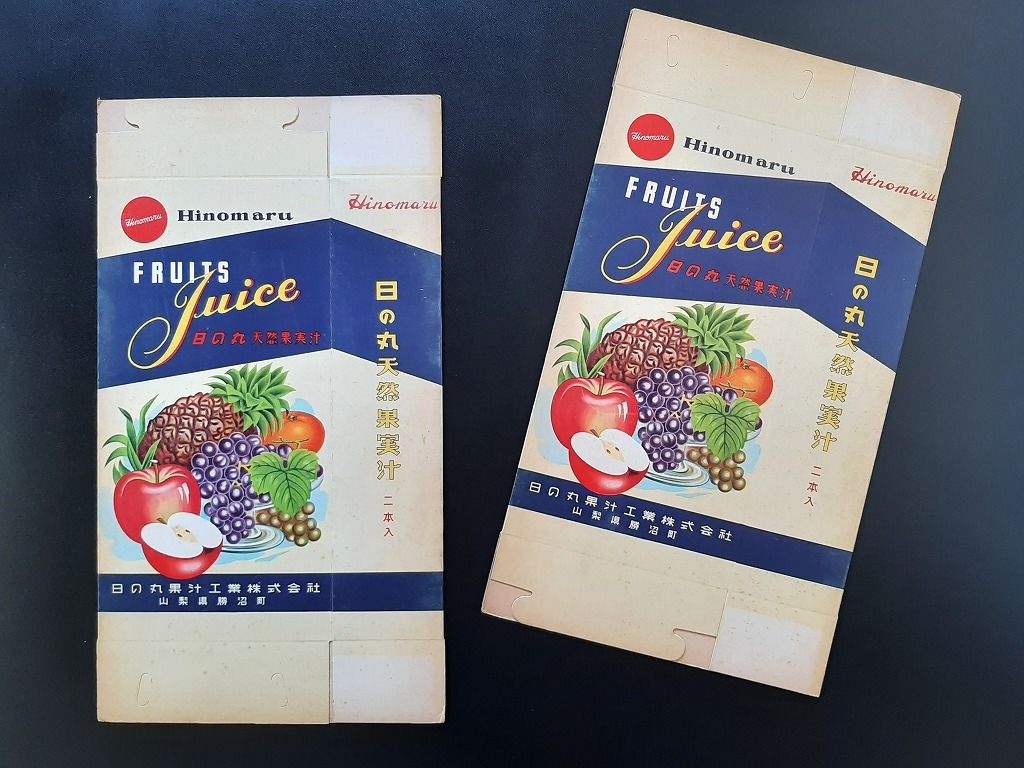 Hinomaru
Hinomaru
Hinomaru
FRUITS
Juice
日の丸天然果実汁
日の丸天然果実汁
二本入
日の丸果汁工業株式会社
山梨県勝沼町
Hinomaru
Hinomaru
Hinomaru
FRUITS
Juice
日の丸天然果実汁
日の丸天然果実汁
二本入
日の丸果汁工業株式会社
山梨県勝沼町